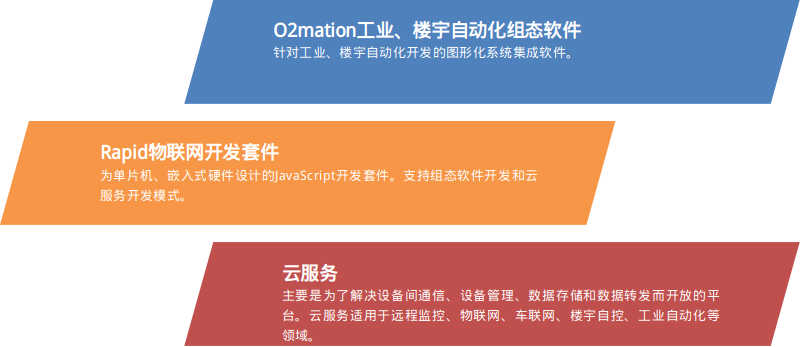 O2mation工业、楼宇自动化组态软件
针对工业、楼宇自动化开发的图形化系统集成软件。
Rapid物联网开发套件
为单片机、嵌入式硬件设计的JavaScript开发套件。支持组态软件开发和云
服务开发模式。
云服务
主要是为了解决设备间通信、设备管理、数据存储和数据转发而开放的平
台。云服务适用于远程监控、物联网、车联网、楼宇自控、工业自动化等
领域。